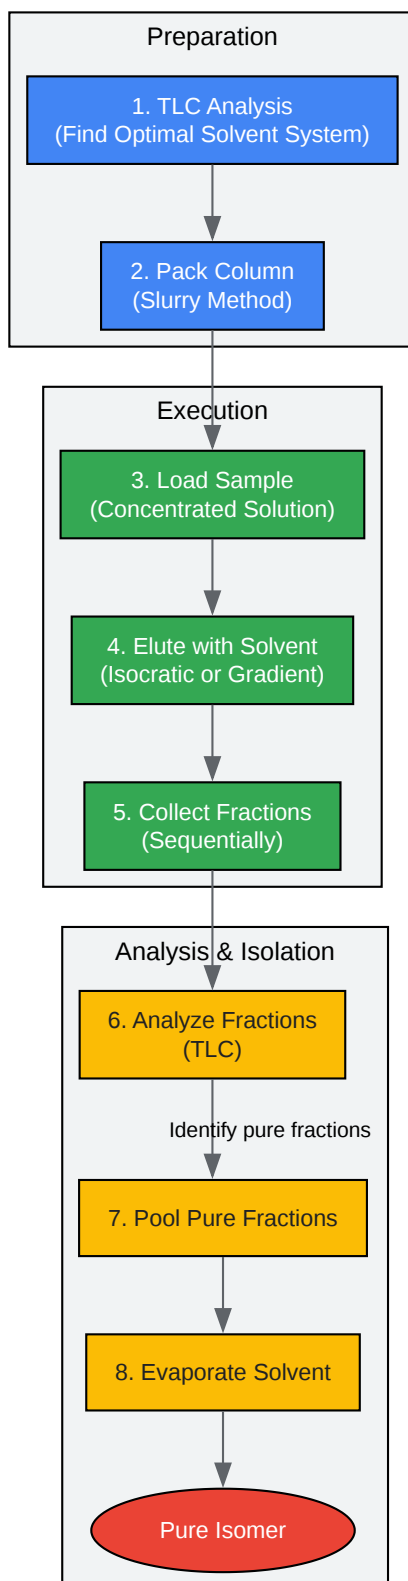 Preparation
1. TLC Analysis
(Find Optimal Solvent System)
2. Pack Column
(Slurry Method)
Execution
3. Load Sample
(Concentrated Solution)
4. Elute with Solvent
(Isocratic or Gradient)
5. Collect Fractions
(Sequentially)
Analysis & Isolation
6. Analyze Fractions
(TLC)
Identify pure fractions
7. Pool Pure Fractions
8. Evaporate Solvent
Pure Isomer